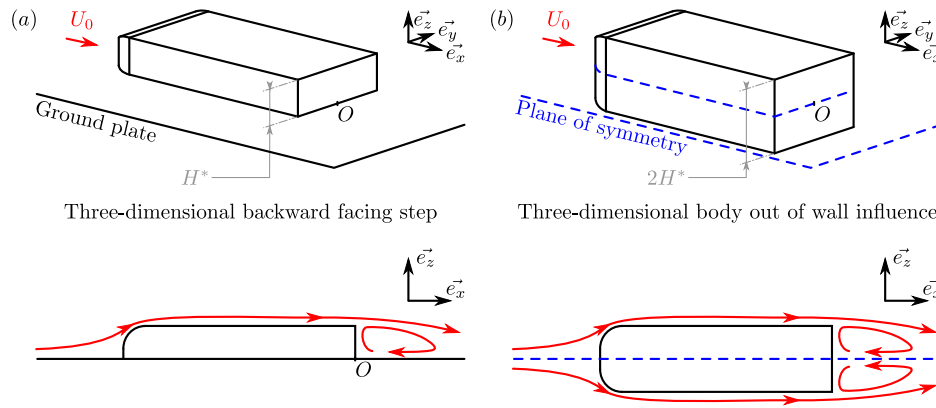 (a)
U₀
e⃗z
e⃗y
e⃗x
Ground plate
O
H*
Three-dimensional backward facing step
e⃗z
e⃗x
O
(b)
U₀
e⃗z
e⃗y
e⃗x
Plane of symmetry
O
2H*
Three-dimensional body out of wall influence
e⃗z
e⃗x